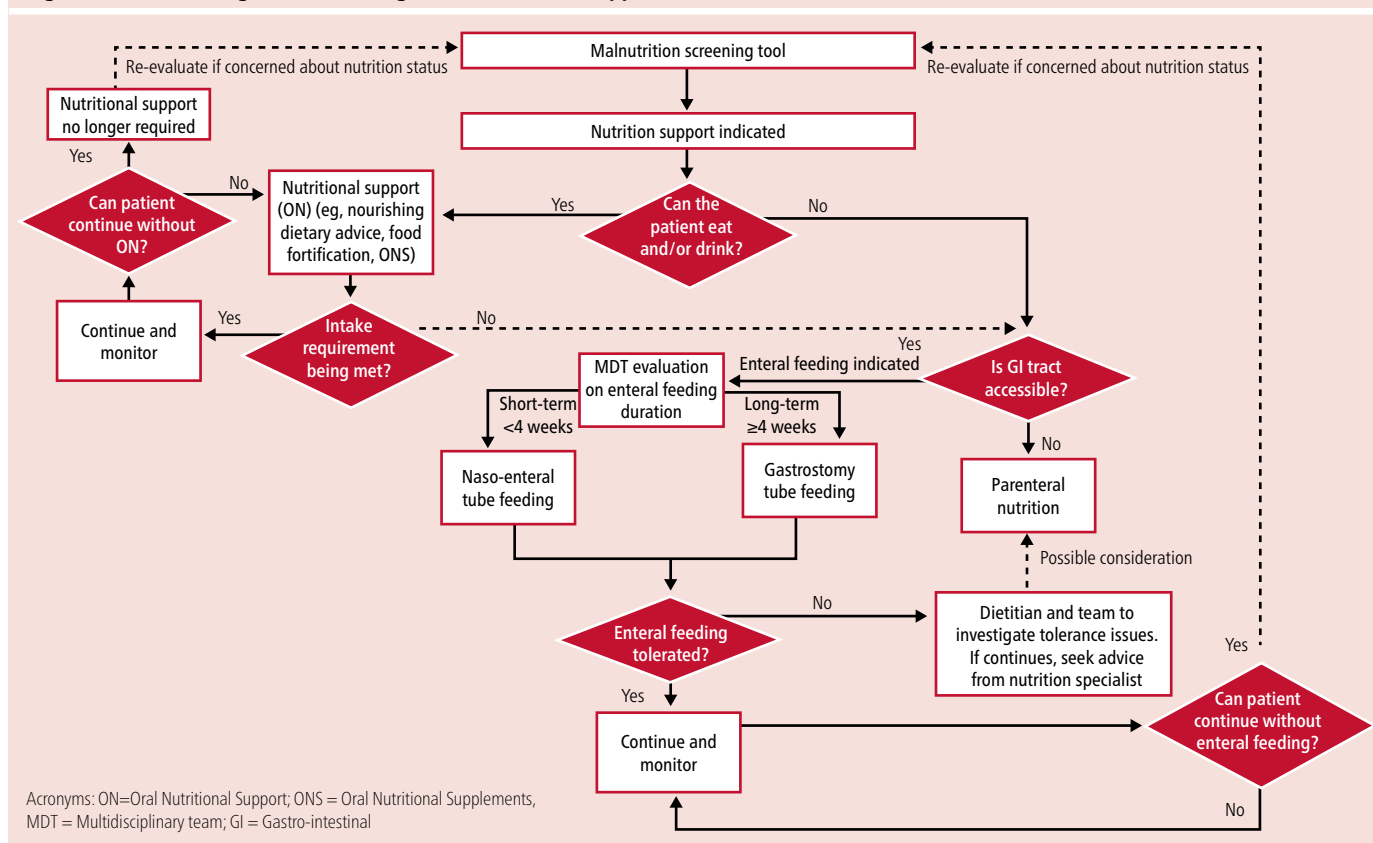 Malnutrition screening tool
Re-evaluate if concerned about nutrition status
Re-evaluate if concerned about nutrition status
Nutritional support
no longer required
Nutrition support indicated
Yes
Can patient
continue without
ON?
No
Nutritional support
(ON) (eg, nourishing
dietary advice, food
fortification, ONS)
Yes
Can the
patient eat
and/or drink?
No
Continue and
monitor
Yes
Intake
requirement
being met?
No
Yes
Is GI tract
accessible?
Enteral feeding indicated
MDT evaluation
on enteral feeding
duration
Short-term
<4 weeks
Long-term
≥4 weeks
No
Naso-enteral
tube feeding
Gastrostomy
tube feeding
Parenteral
nutrition
Possible consideration
Enteral feeding
tolerated?
No
Dietitian and team to
investigate tolerance issues.
If continues, seek advice
from nutrition specialist
Yes
Yes
Continue and
monitor
Can patient
continue without
enteral feeding?
No
Acronyms: ON=Oral Nutritional Support; ONS = Oral Nutritional Supplements,
MDT = Multidisciplinary team; GI = Gastro-intestinal